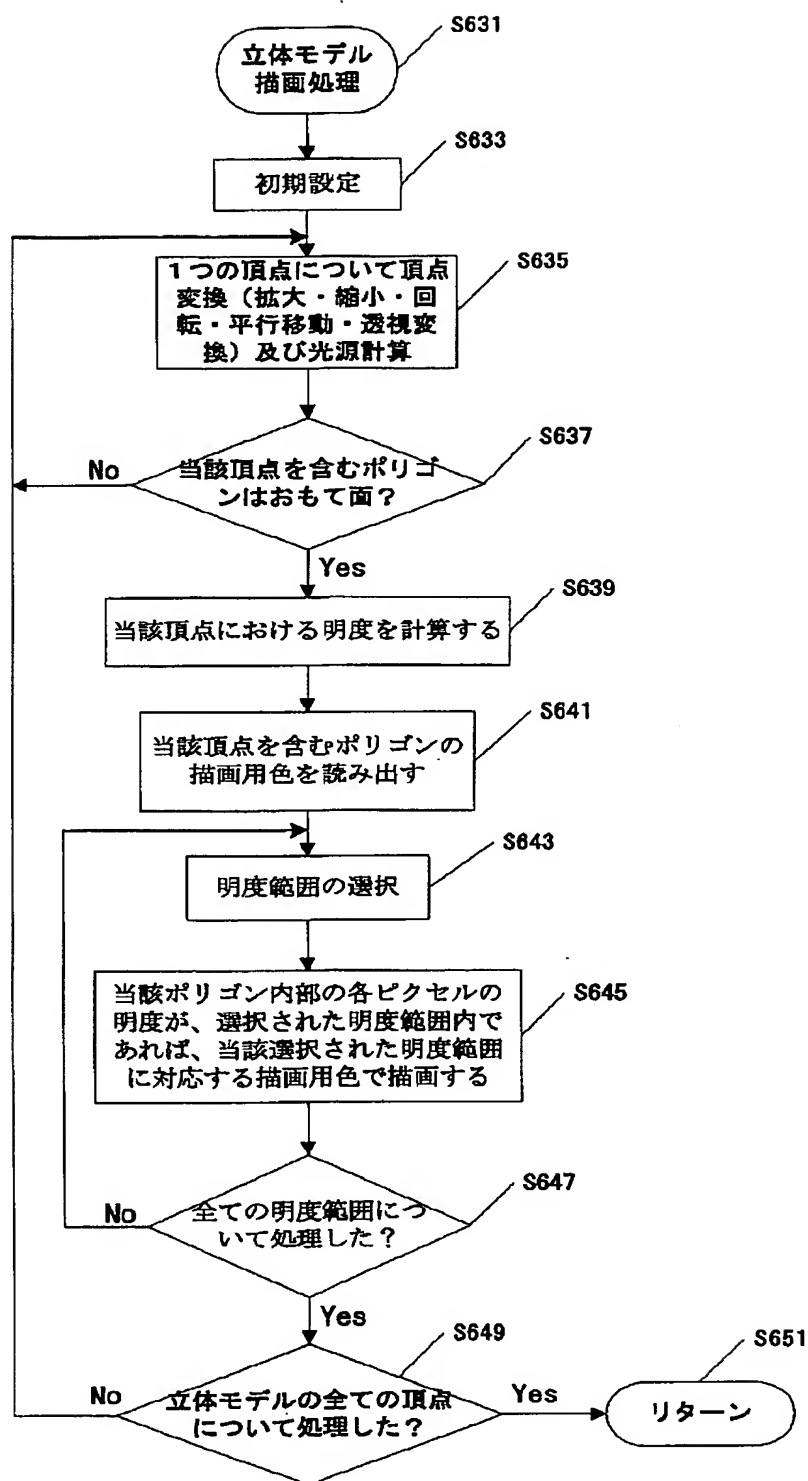 S631
立体モデル
描画処理
S633
初期設定
S635
1つの頂点について頂点
変換（拡大・縮小・回
転・平行移動・透視変
換）及び光源計算
S637
No
当該頂点を含むポリゴ
ンはおもて面？
Yes
S639
当該頂点における明度を計算する
S641
当該頂点を含むポリゴンの
描画用色を読み出す
S643
明度範囲の選択
S645
当該ポリゴン内部の各ピクセルの
明度が、選択された明度範囲内で
あれば、当該選択された明度範囲
に対応する描画用色で描画する
S647
No
全ての明度範囲につ
いて処理した？
Yes
S649
S651
No
立体モデルの全ての頂点
について処理した？
Yes
リターン